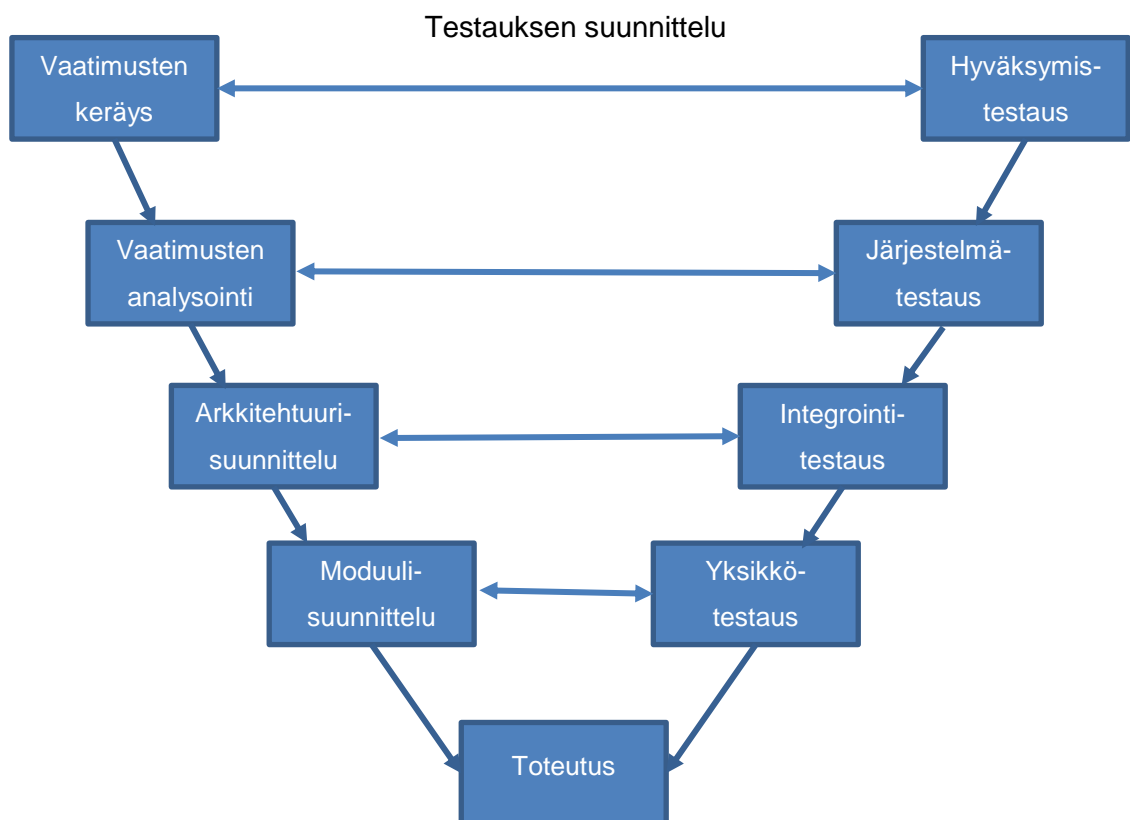 Testauksen suunnittelu
Vaatimusten
keräys
Hyväksymis-
testaus
Vaatimusten
analysointi
Järjestelmä-
testaus
Arkkitehtuuri-
suunnittelu
Integrointi-
testaus
Moduuli-
suunnittelu
Yksikkö-
testaus
Toteutus